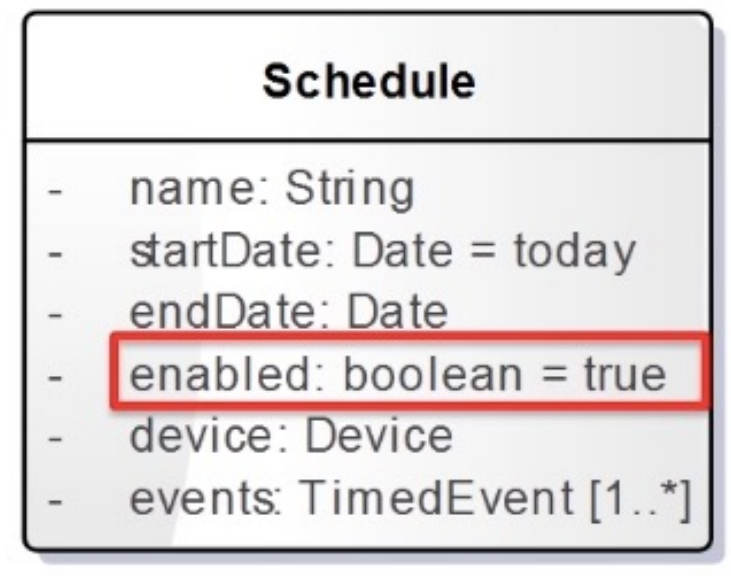 Schedule
- name: String
- startDate: Date = today
- endDate: Date
- enabled: boolean = true
- device: Device
- events: TimedEvent [1..*]